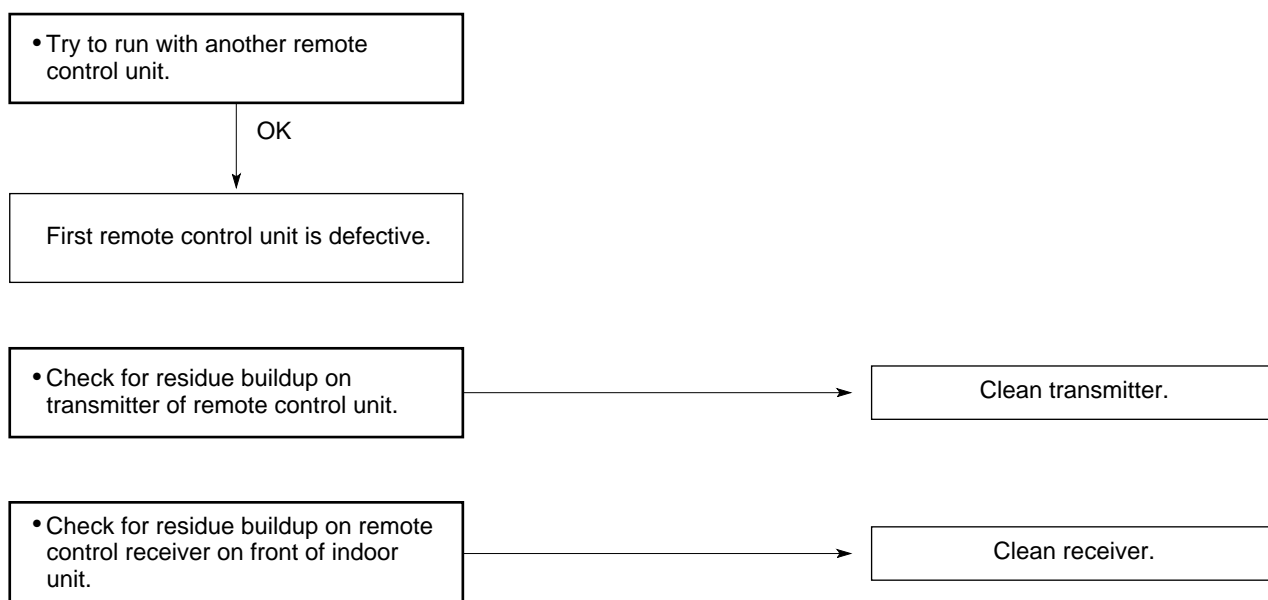 • Try to run with another remote
control unit.
OK
First remote control unit is defective.
• Check for residue buildup on
transmitter of remote control unit.
Clean transmitter.
• Check for residue buildup on remote
control receiver on front of indoor
unit.
Clean receiver.